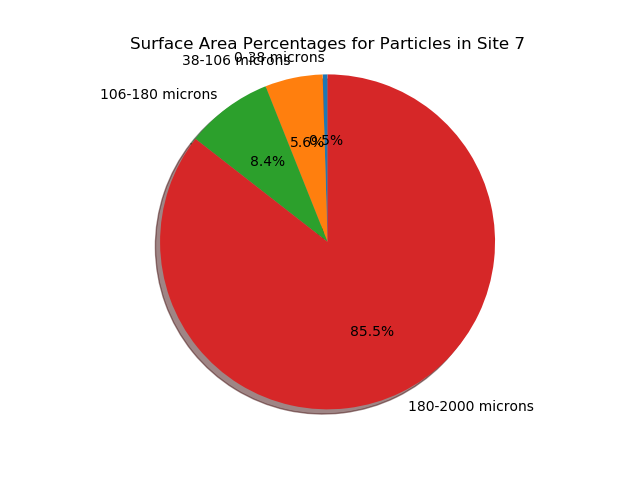 Surface Area Percentages for Particles in Site 7
0-38 microns
38-106 microns
106-180 microns
5.6%
0.5%
8.4%
85.5%
180-2000 microns